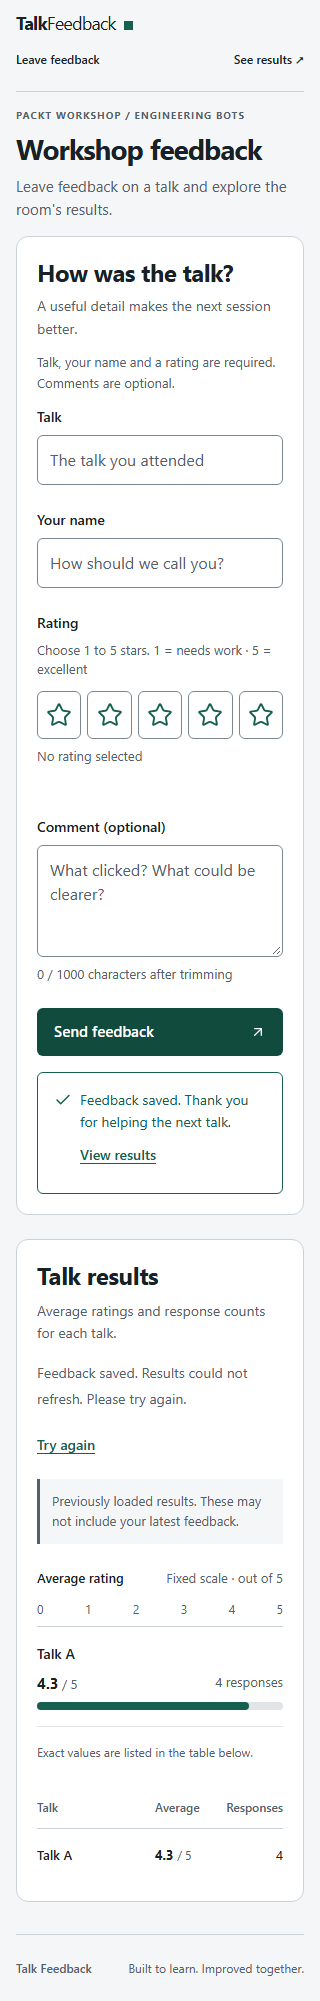 TalkFeedback
Leave feedback
See results ↗
PACKT WORKSHOP / ENGINEERING BOTS
Workshop feedback
Leave feedback on a talk and explore the
room's results.
How was the talk?
A useful detail makes the next session
better.
Talk, your name and a rating are required.
Comments are optional.
Talk
The talk you attended
Your name
How should we call you?
Rating
Choose 1 to 5 stars. 1 = needs work · 5 =
excellent
No rating selected
Comment (optional)
What clicked? What could be
clearer?
0 / 1000 characters after trimming
Send feedback
Feedback saved. Thank you
for helping the next talk.
View results
Talk results
Average ratings and response counts
for each talk.
Feedback saved. Results could not
refresh. Please try again.
Try again
Previously loaded results. These may
not include your latest feedback.
Average rating Fixed scale · out of 5
0 1 2 3 4 5
Talk A
4.3 / 5 4 responses
Exact values are listed in the table below.
Talk Average Responses
Talk A 4.3 / 5 4
Talk Feedback Built to learn. Improved together.